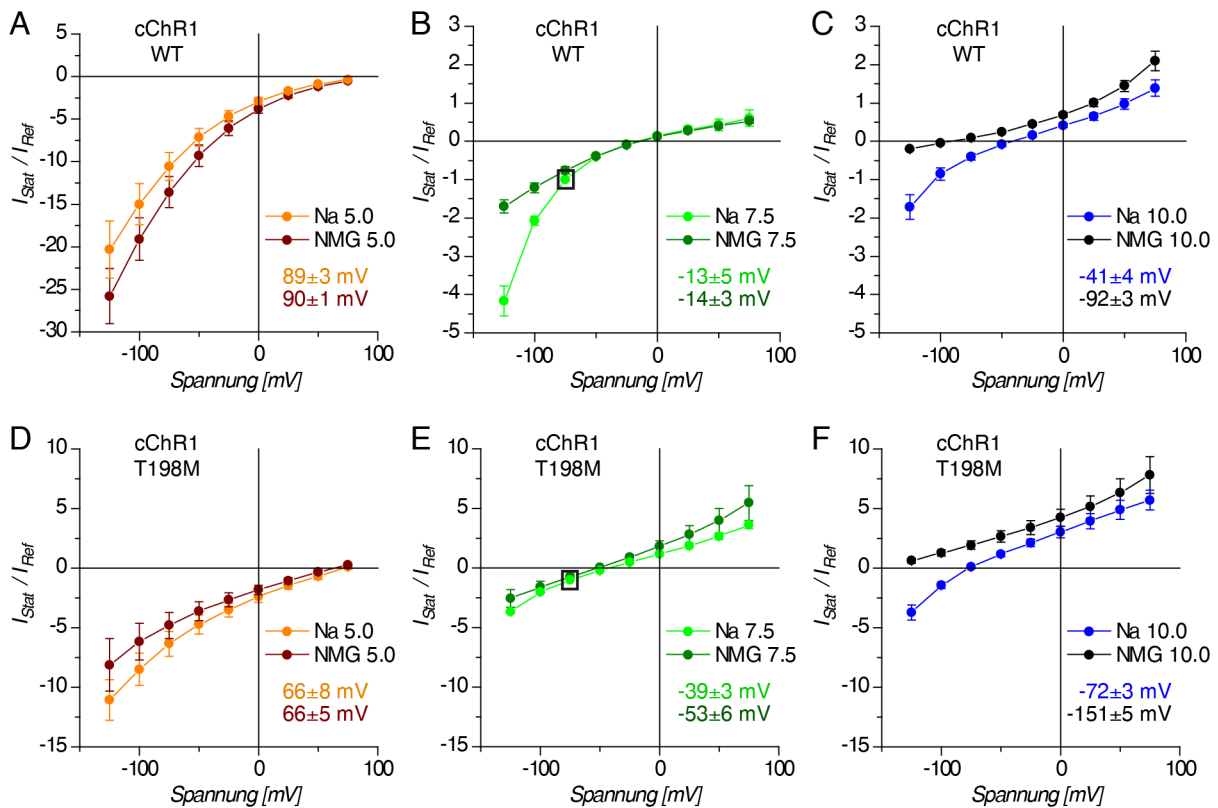 A
cChR1
WT
5
0
-5
-10
-15
-20
-25
-30
I_Stat / I_Ref
-100
0
100
Spannung [mV]
Na 5.0
NMG 5.0
89±3 mV
90±1 mV
B
cChR1
WT
3
2
1
0
-1
-2
-3
-4
-5
I_Stat / I_Ref
-100
0
100
Spannung [mV]
Na 7.5
NMG 7.5
-13±5 mV
-14±3 mV
C
cChR1
WT
3
2
1
0
-1
-2
-3
-4
-5
I_Stat / I_Ref
-100
0
100
Spannung [mV]
Na 10.0
NMG 10.0
-41±4 mV
-92±3 mV
D
cChR1
T198M
10
5
0
-5
-10
-15
I_Stat / I_Ref
-100
0
100
Spannung [mV]
Na 5.0
NMG 5.0
66±8 mV
66±5 mV
E
cChR1
T198M
10
5
0
-5
-10
-15
I_Stat / I_Ref
-100
0
100
Spannung [mV]
Na 7.5
NMG 7.5
-39±3 mV
-53±6 mV
F
cChR1
T198M
10
5
0
-5
-10
-15
I_Stat / I_Ref
-100
0
100
Spannung [mV]
Na 10.0
NMG 10.0
-72±3 mV
-151±5 mV